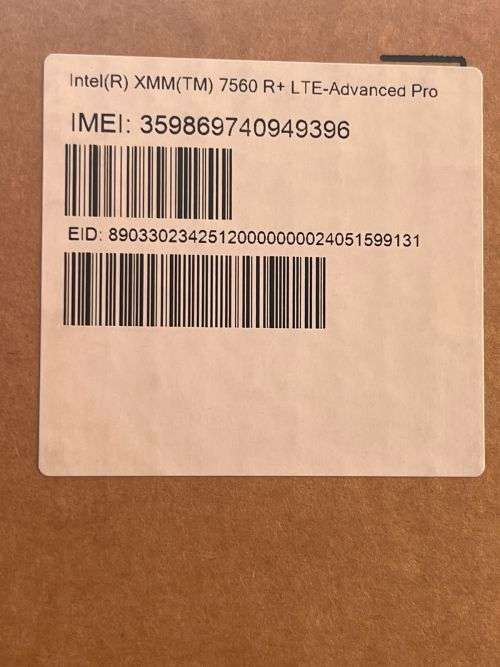 Intel(R) XMM(TM) 7560 R+ LTE-Advanced Pro
IMEI: 359869740949396
EID: 89033023425120000000024051599131